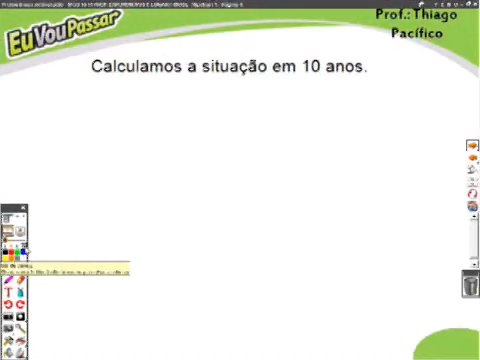 EuVouPassar
Prof.: Thiago
Pacífico
Calculamos a situação em 10 anos.